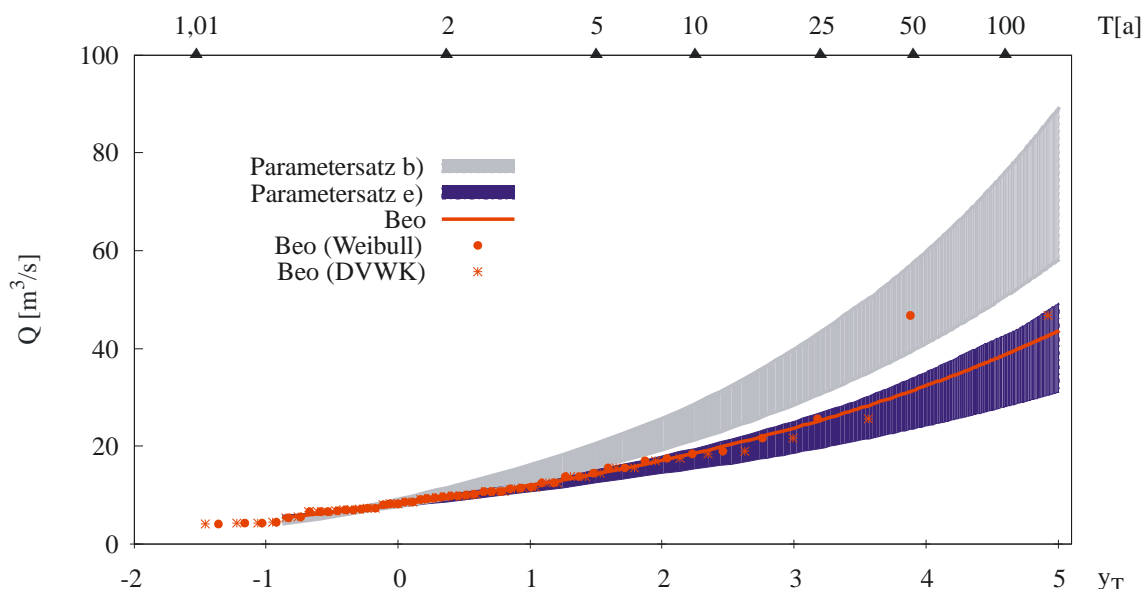 1,01 2 5 10 25 50 100 T[a]
100
80
60
40
20
0
Q [m³/s]
Parametersatz b)
Parametersatz e)
Beo
Beo (Weibull)
Beo (DVWK)
-2 -1 0 1 2 3 4 5 y_T